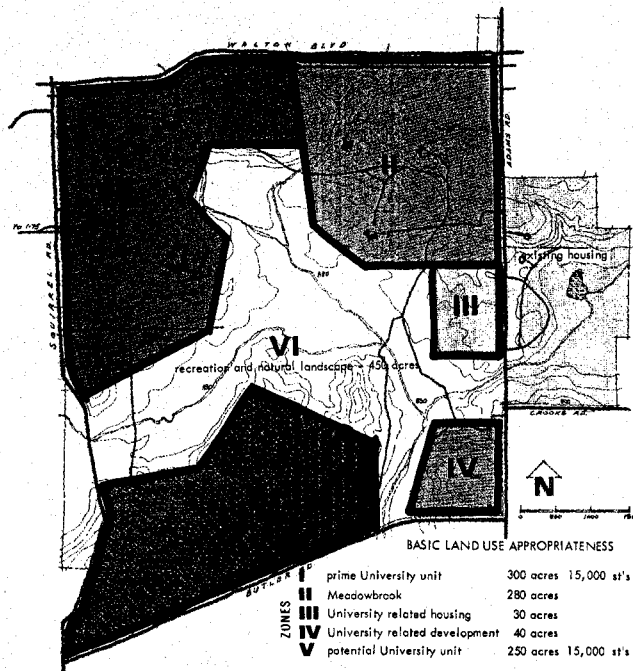 WALTON BLVD
ADAMS RD.
II
To I-75
SQUIRREL RD.
existing housing
III
VI
recreation and natural landscape - 450 acres
CROOKS RD.
IV
N
BUTLER RD
BASIC LAND USE APPROPRIATENESS
ZONES
I prime University unit 300 acres 15,000 st's
II Meadowbrook 280 acres
III University related housing 30 acres
IV University related development 40 acres
V potential University unit 250 acres 15,000 st's